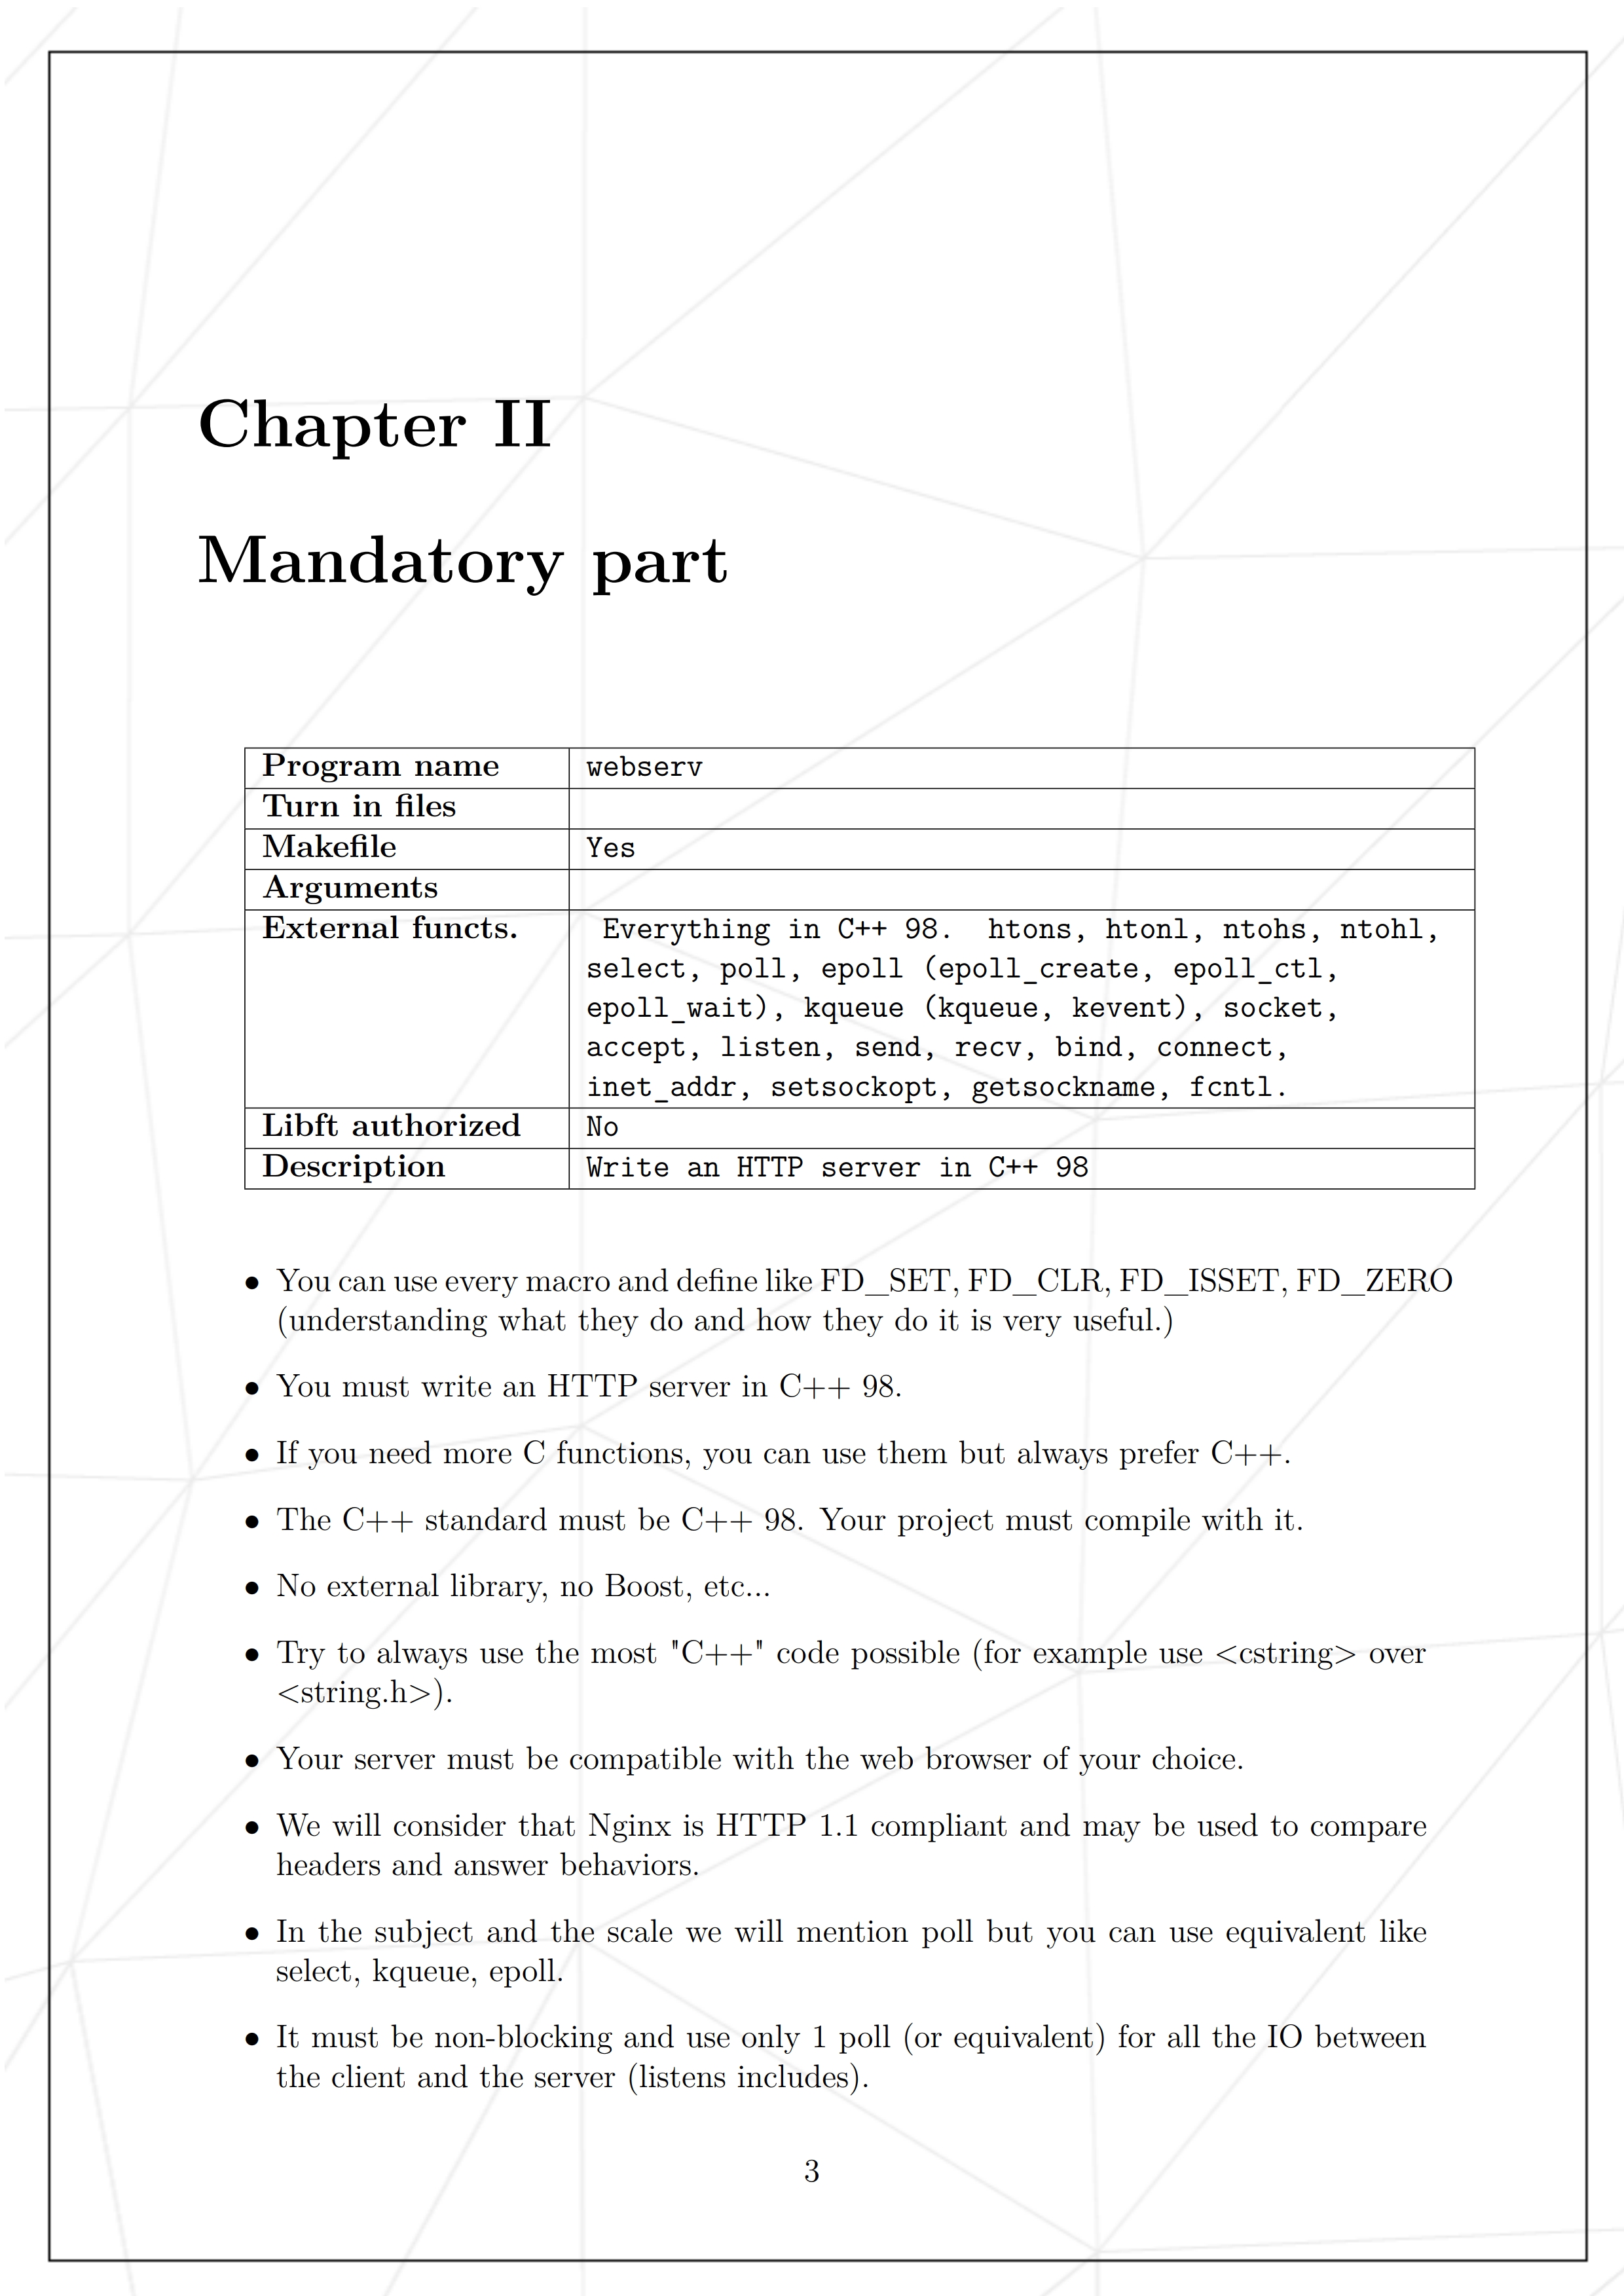 Chapter II
Mandatory part
Program name webserv
Turn in files
Makefile Yes
Arguments
External functs. Everything in C++ 98. htons, htonl, ntohs, ntohl,
select, poll, epoll (epoll_create, epoll_ctl,
epoll_wait), kqueue (kqueue, kevent), socket,
accept, listen, send, recv, bind, connect,
inet_addr, setsockopt, getsockname, fcntl.
Libft authorized No
Description Write an HTTP server in C++ 98
• You can use every macro and define like FD_SET, FD_CLR, FD_ISSET, FD_ZERO
(understanding what they do and how they do it is very useful.)
• You must write an HTTP server in C++ 98.
• If you need more C functions, you can use them but always prefer C++.
• The C++ standard must be C++ 98. Your project must compile with it.
• No external library, no Boost, etc...
• Try to always use the most "C++" code possible (for example use <cstring> over
<string.h>).
• Your server must be compatible with the web browser of your choice.
• We will consider that Nginx is HTTP 1.1 compliant and may be used to compare
headers and answer behaviors.
• In the subject and the scale we will mention poll but you can use equivalent like
select, kqueue, epoll.
• It must be non-blocking and use only 1 poll (or equivalent) for all the IO between
the client and the server (listens includes).
3